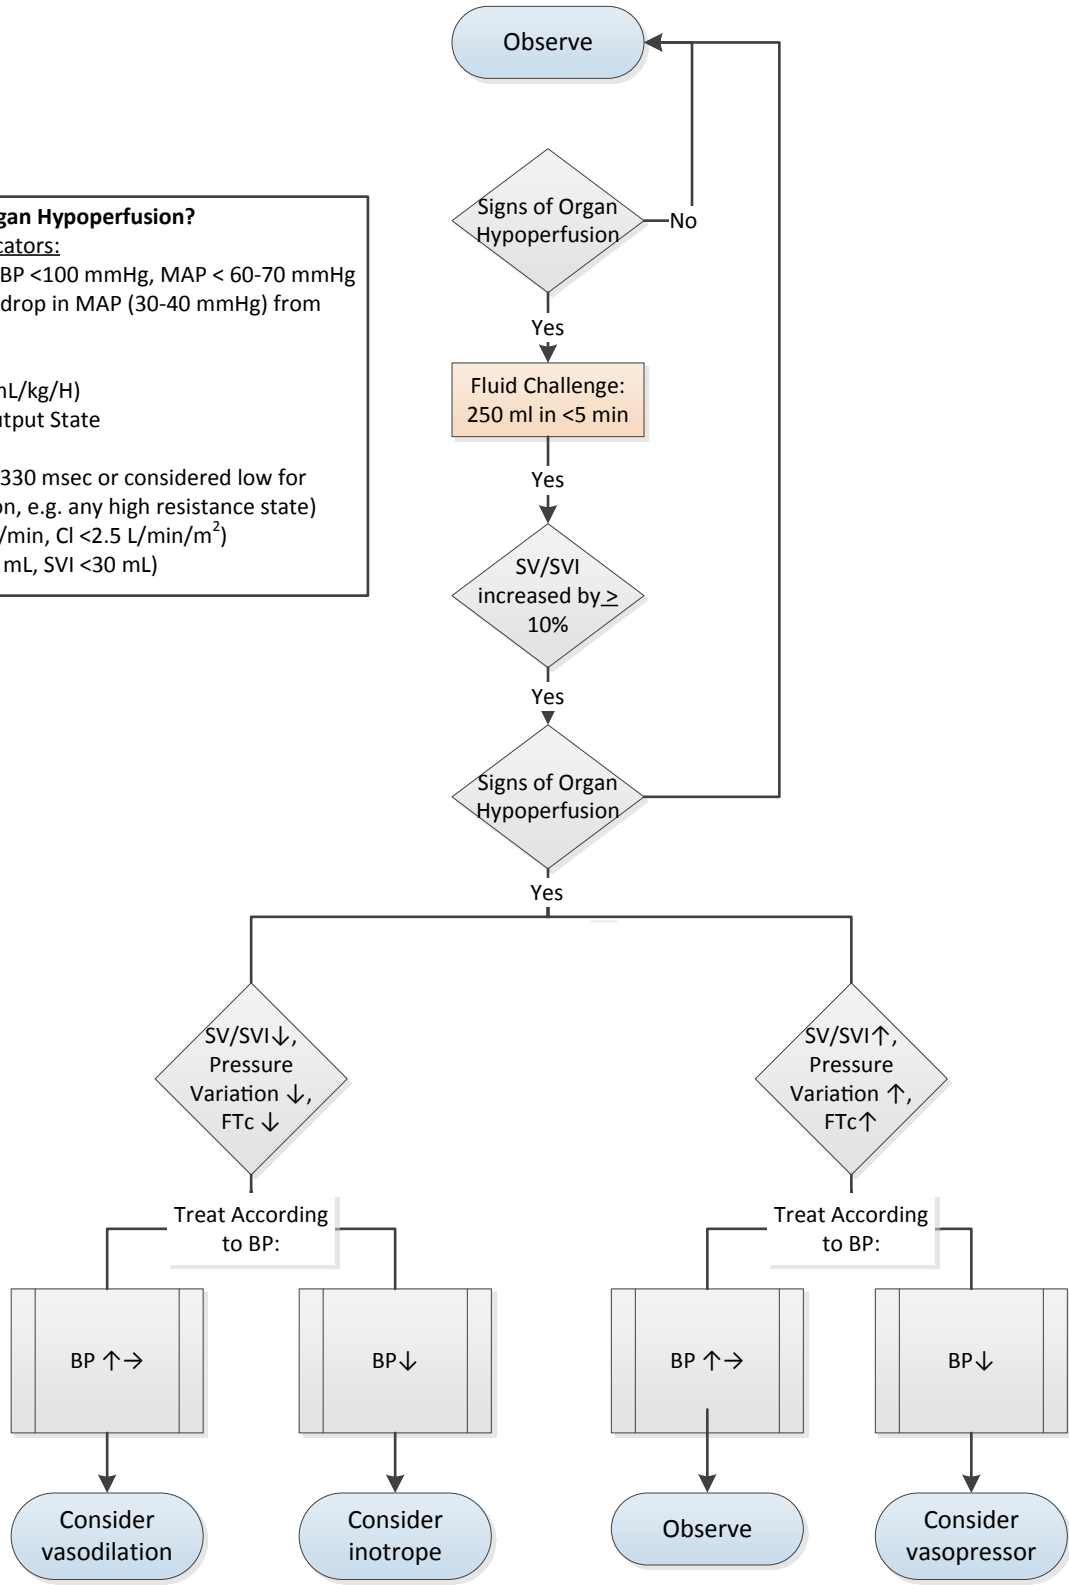 Observe
Signs of Organ
Hypoperfusion
No
gan Hypoperfusion?
cators:
BP <100 mmHg, MAP < 60-70 mmHg
drop in MAP (30-40 mmHg) from
mL/kg/H)
utput State
330 msec or considered low for
on, e.g. any high resistance state)
/min, CI <2.5 L/min/m²)
mL, SVI <30 mL)
Yes
Fluid Challenge:
250 ml in <5 min
Yes
SV/SVI
increased by ≥
10%
Yes
Signs of Organ
Hypoperfusion
Yes
SV/SVI↓,
Pressure
Variation ↓,
FTc ↓
SV/SVI↑,
Pressure
Variation ↑,
FTc↑
Treat According
to BP:
Treat According
to BP:
BP ↑→
BP↓
BP ↑→
BP↓
Consider
vasodilation
Consider
inotrope
Observe
Consider
vasopressor